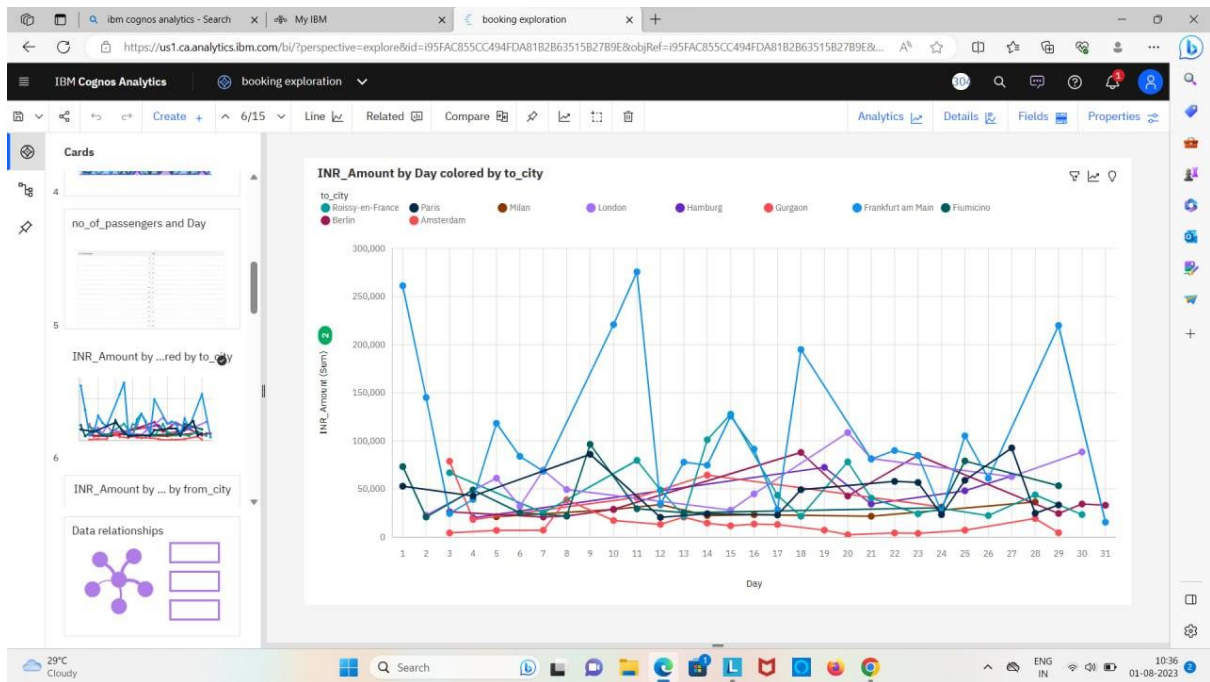 ibm cognos analytics - Search
My IBM
booking exploration
https://us1.ca.analytics.ibm.com/bi/?perspective=explore&id=i95FAC855CC494FDA81B2B63515B27B9E&objRef=i95FAC855CC494FDA81B2B63515B27B9E&...
IBM Cognos Analytics
booking exploration
304
1
Create +
6/15
Line
Related
Compare
Analytics
Details
Fields
Properties
Cards
4
no_of_passengers and Day
5
INR_Amount by ...red by to_city
6
INR_Amount by ... by from_city
Data relationships
INR_Amount by Day colored by to_city
to_city
Roissy-en-France Paris Milan London Hamburg Gurgaon Frankfurt am Main Fiumicino
Berlin Amsterdam
300,000
250,000
200,000
150,000
100,000
50,000
0
INR_Amount (Sum) 2
1 2 3 4 5 6 7 8 9 10 11 12 13 14 15 16 17 18 19 20 21 22 23 24 25 26 27 28 29 30 31
Day
29°C
Cloudy
Search
ENG
IN
10:36
01-08-2023
2